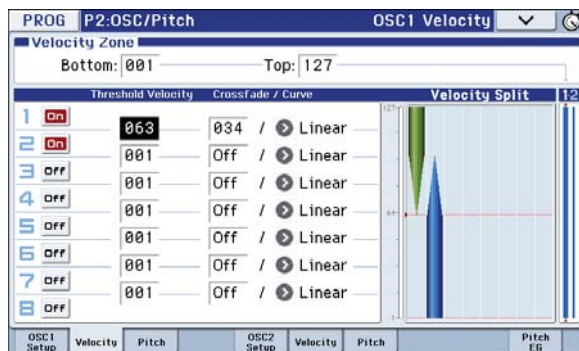 PROG P2:OSC/Pitch OSC1 Velocity
Velocity Zone
Bottom: 001 Top: 127
Threshold Velocity Crossfade / Curve Velocity Split 12
1 On
063 034 / Linear
2 On
001 Off / Linear
3 Off
001 Off / Linear
4 Off
001 Off / Linear
5 Off
001 Off / Linear
6 Off
001 Off / Linear
7 Off
001 Off / Linear
8 Off
127
64
OSC1 Setup Velocity Pitch OSC2 Setup Velocity Pitch Pitch EG